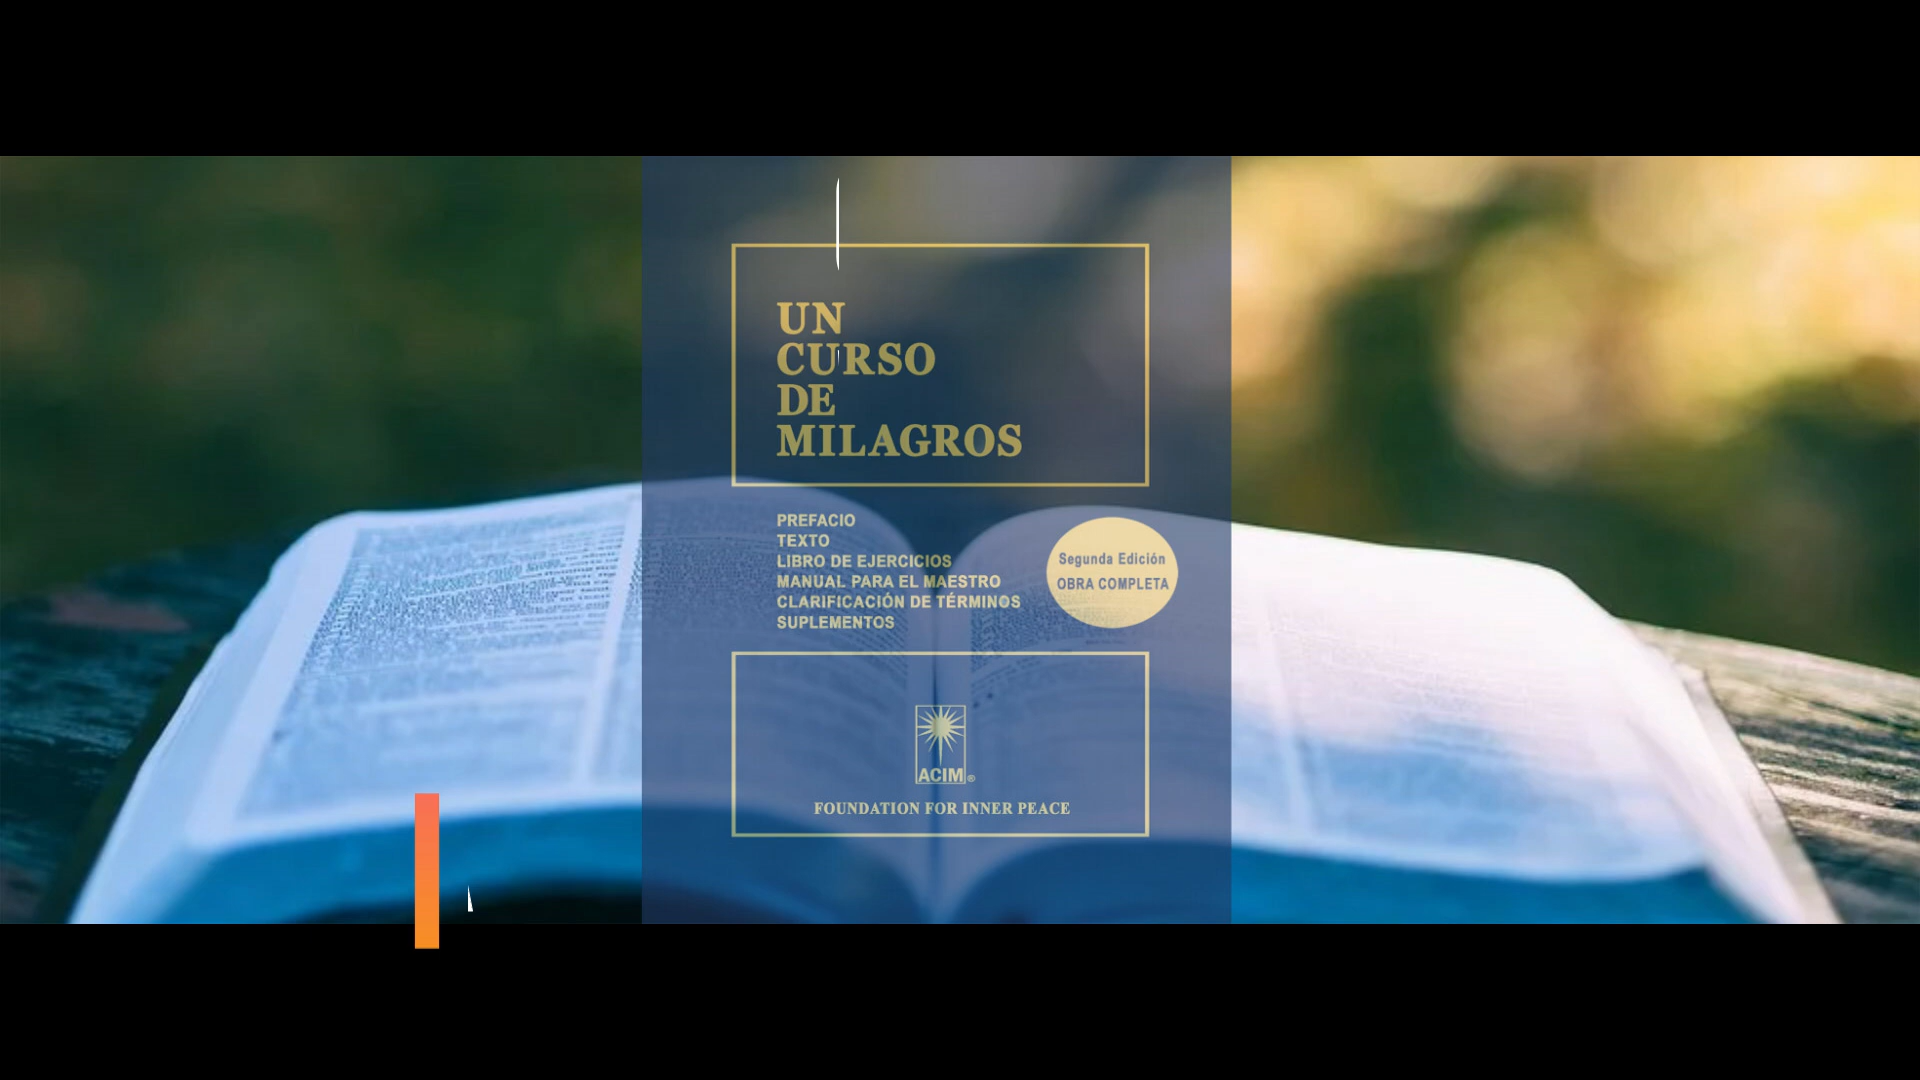 UN
CURSO
DE
MILAGROS
PREFACIO
TEXTO
LIBRO DE EJERCICIOS
MANUAL PARA EL MAESTRO
CLARIFICACIÓN DE TÉRMINOS
SUPLEMENTOS
Segunda Edición
OBRA COMPLETA
ACIM®
FOUNDATION FOR INNER PEACE